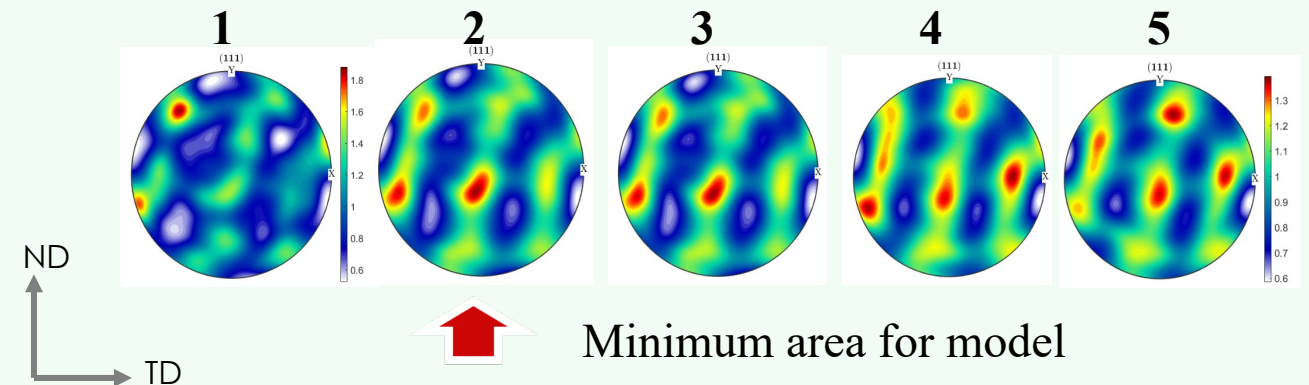 1 2 3 4 5
(111) (111) (111) (111) (111)
Y Y Y Y Y
X X X X X
1.8
1.6
1.4
1.2
1
0.8
0.6
1.3
1.2
1.1
1
0.9
0.8
0.7
0.6
ND
TD
Minimum area for model